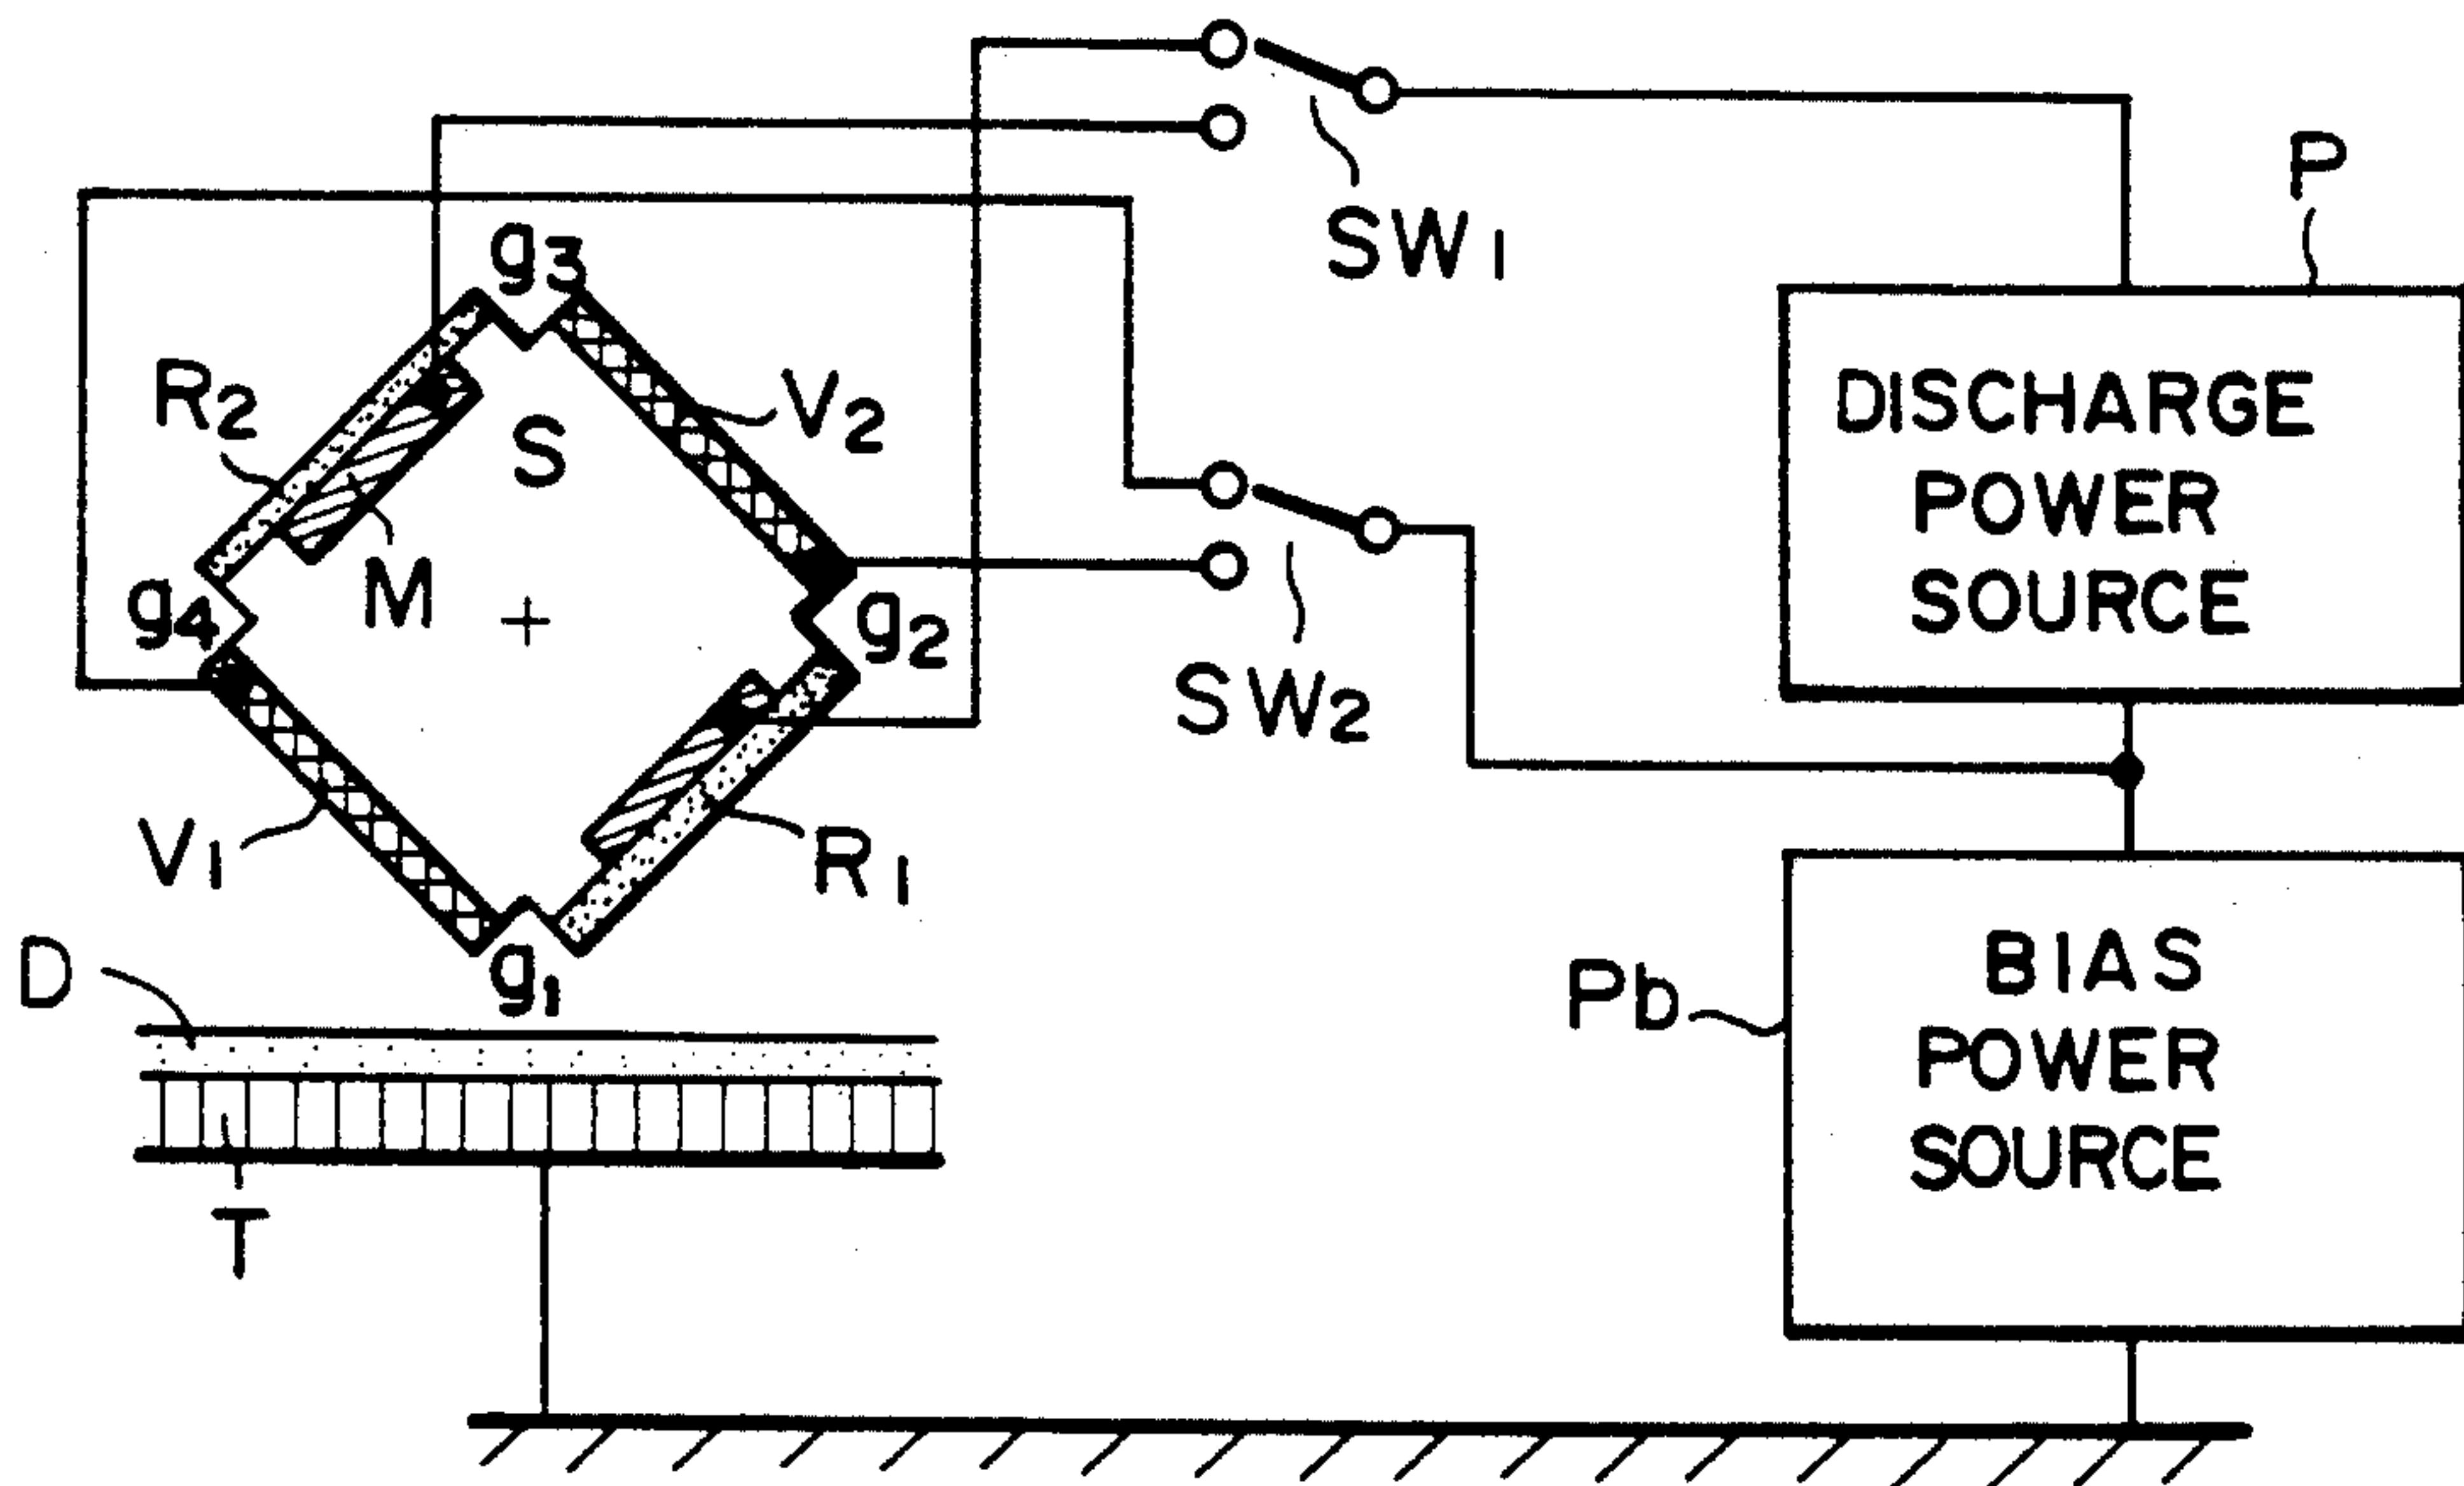 SW1
P
g3
R2
S
V2
DISCHARGE
POWER
SOURCE
M
g4
g2
SW2
V1
R1
D
g1
Pb
BIAS
POWER
SOURCE
T